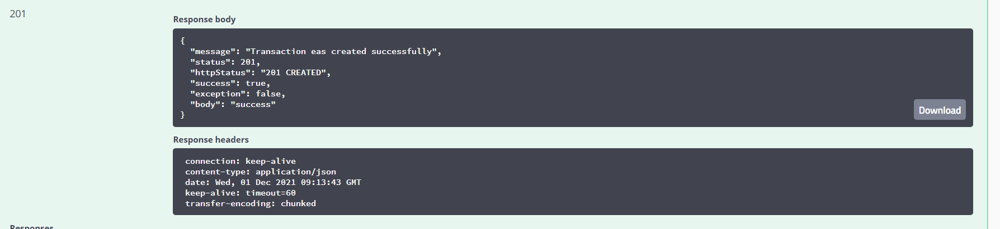 201
Response body
{
"message": "Transaction eas created successfully",
"status": 201,
"httpStatus": "201 CREATED",
"success": true,
"exception": false,
"body": "success"
}
Download
Response headers
connection: keep-alive
content-type: application/json
date: Wed, 01 Dec 2021 09:13:43 GMT
keep-alive: timeout=60
transfer-encoding: chunked
Responses